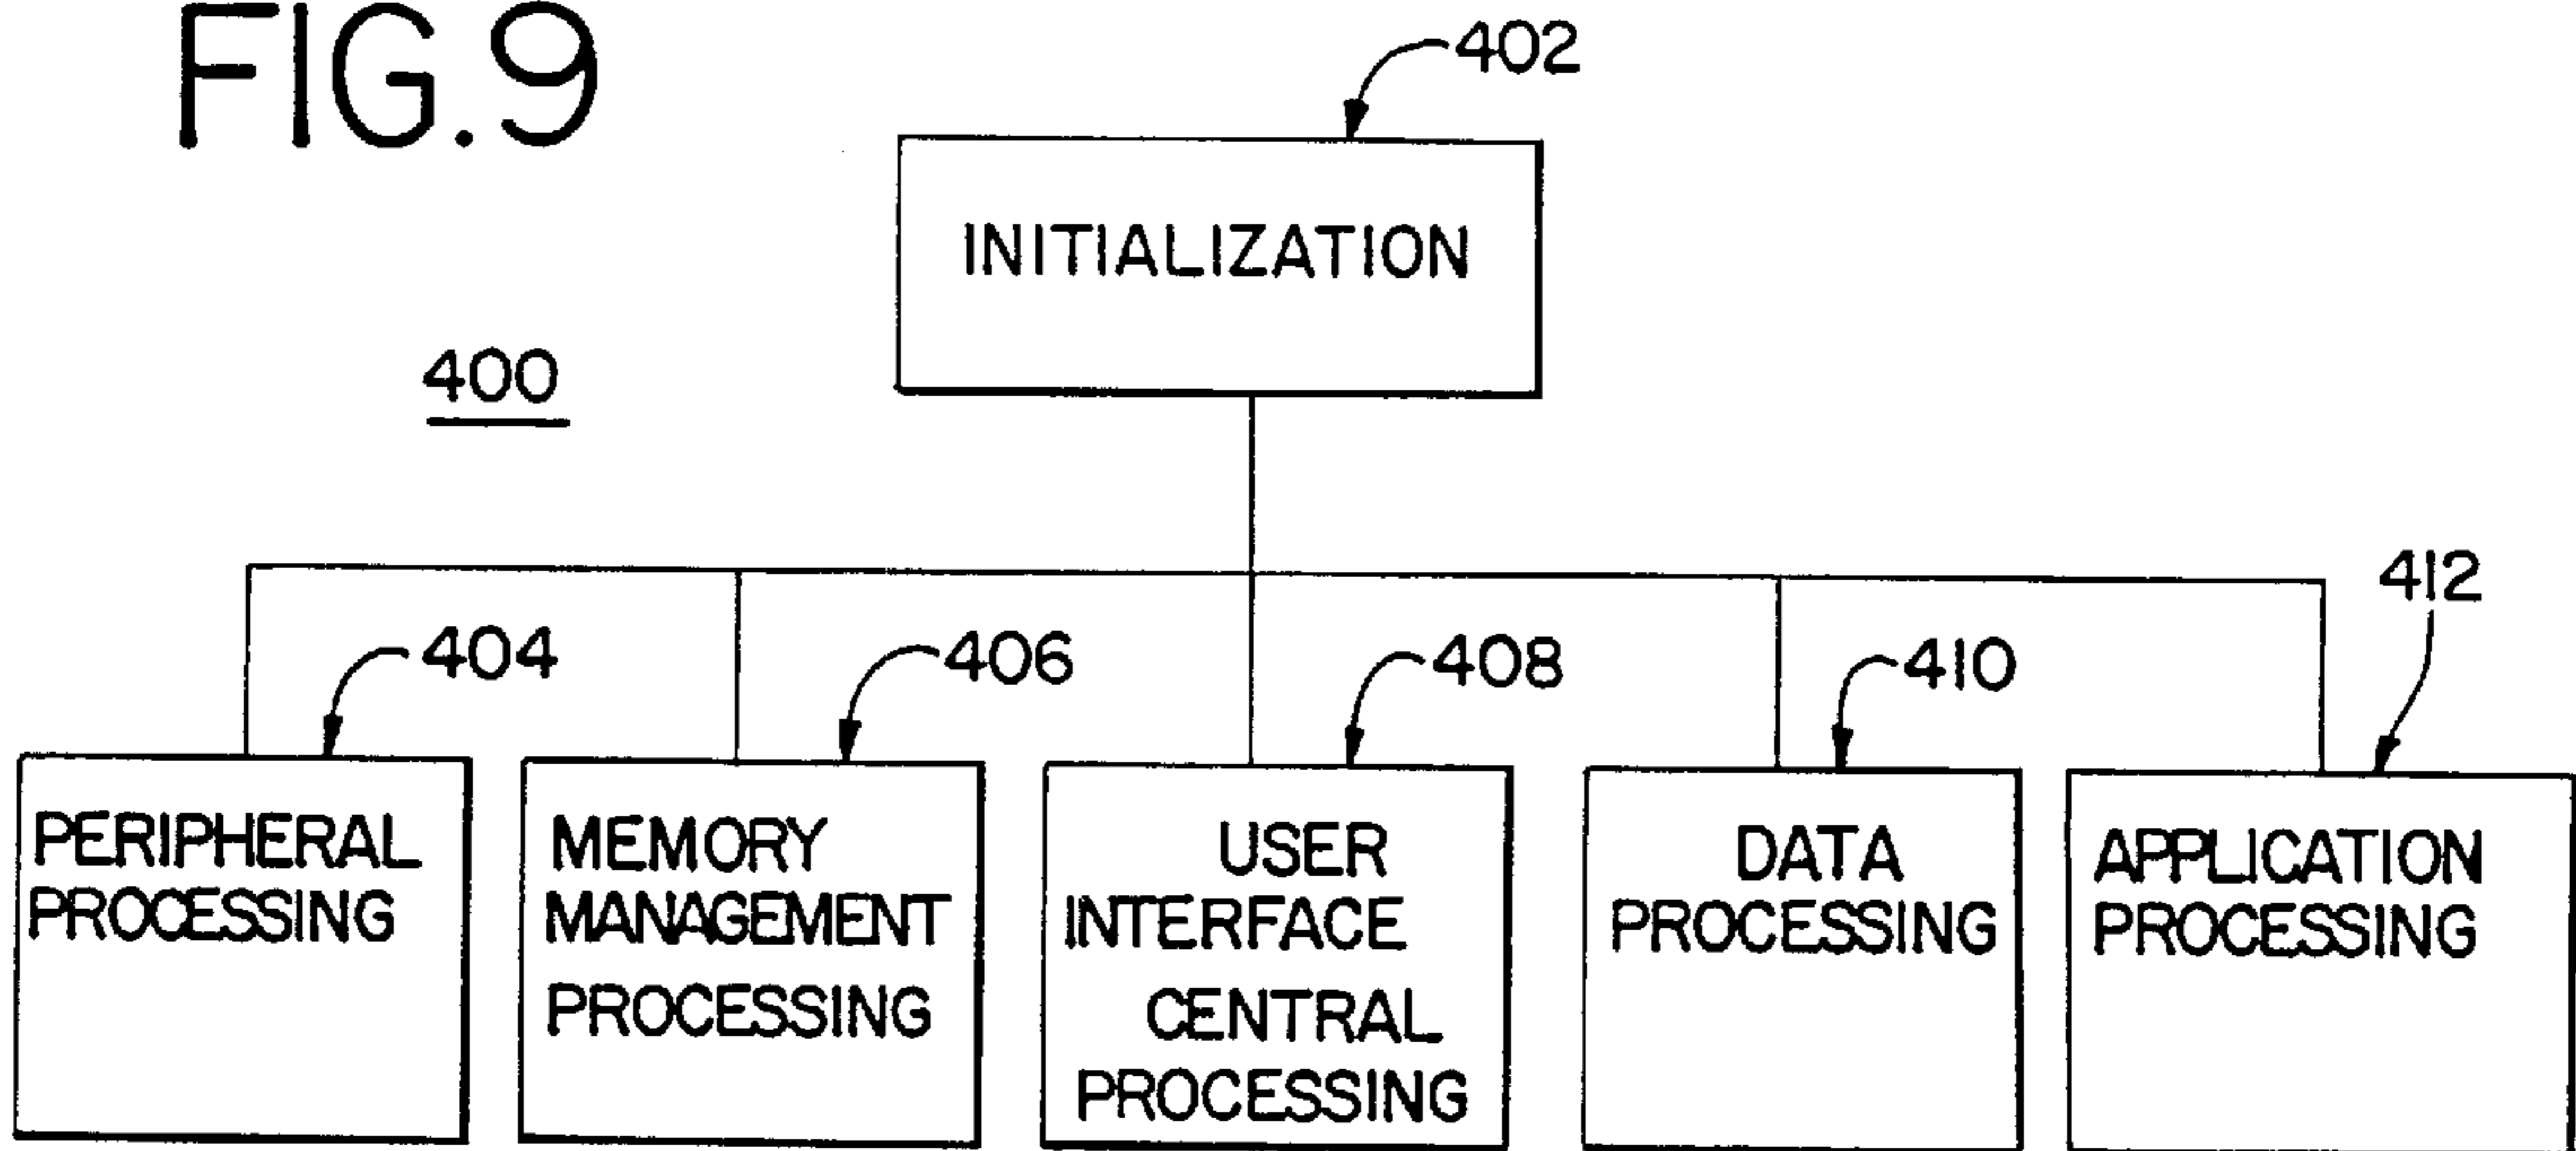 FIG.9
402
INITIALIZATION
400
412
404
406
408
410
PERIPHERAL
PROCESSING
MEMORY
MANAGEMENT
PROCESSING
USER
INTERFACE
CENTRAL
PROCESSING
DATA
PROCESSING
APPLICATION
PROCESSING